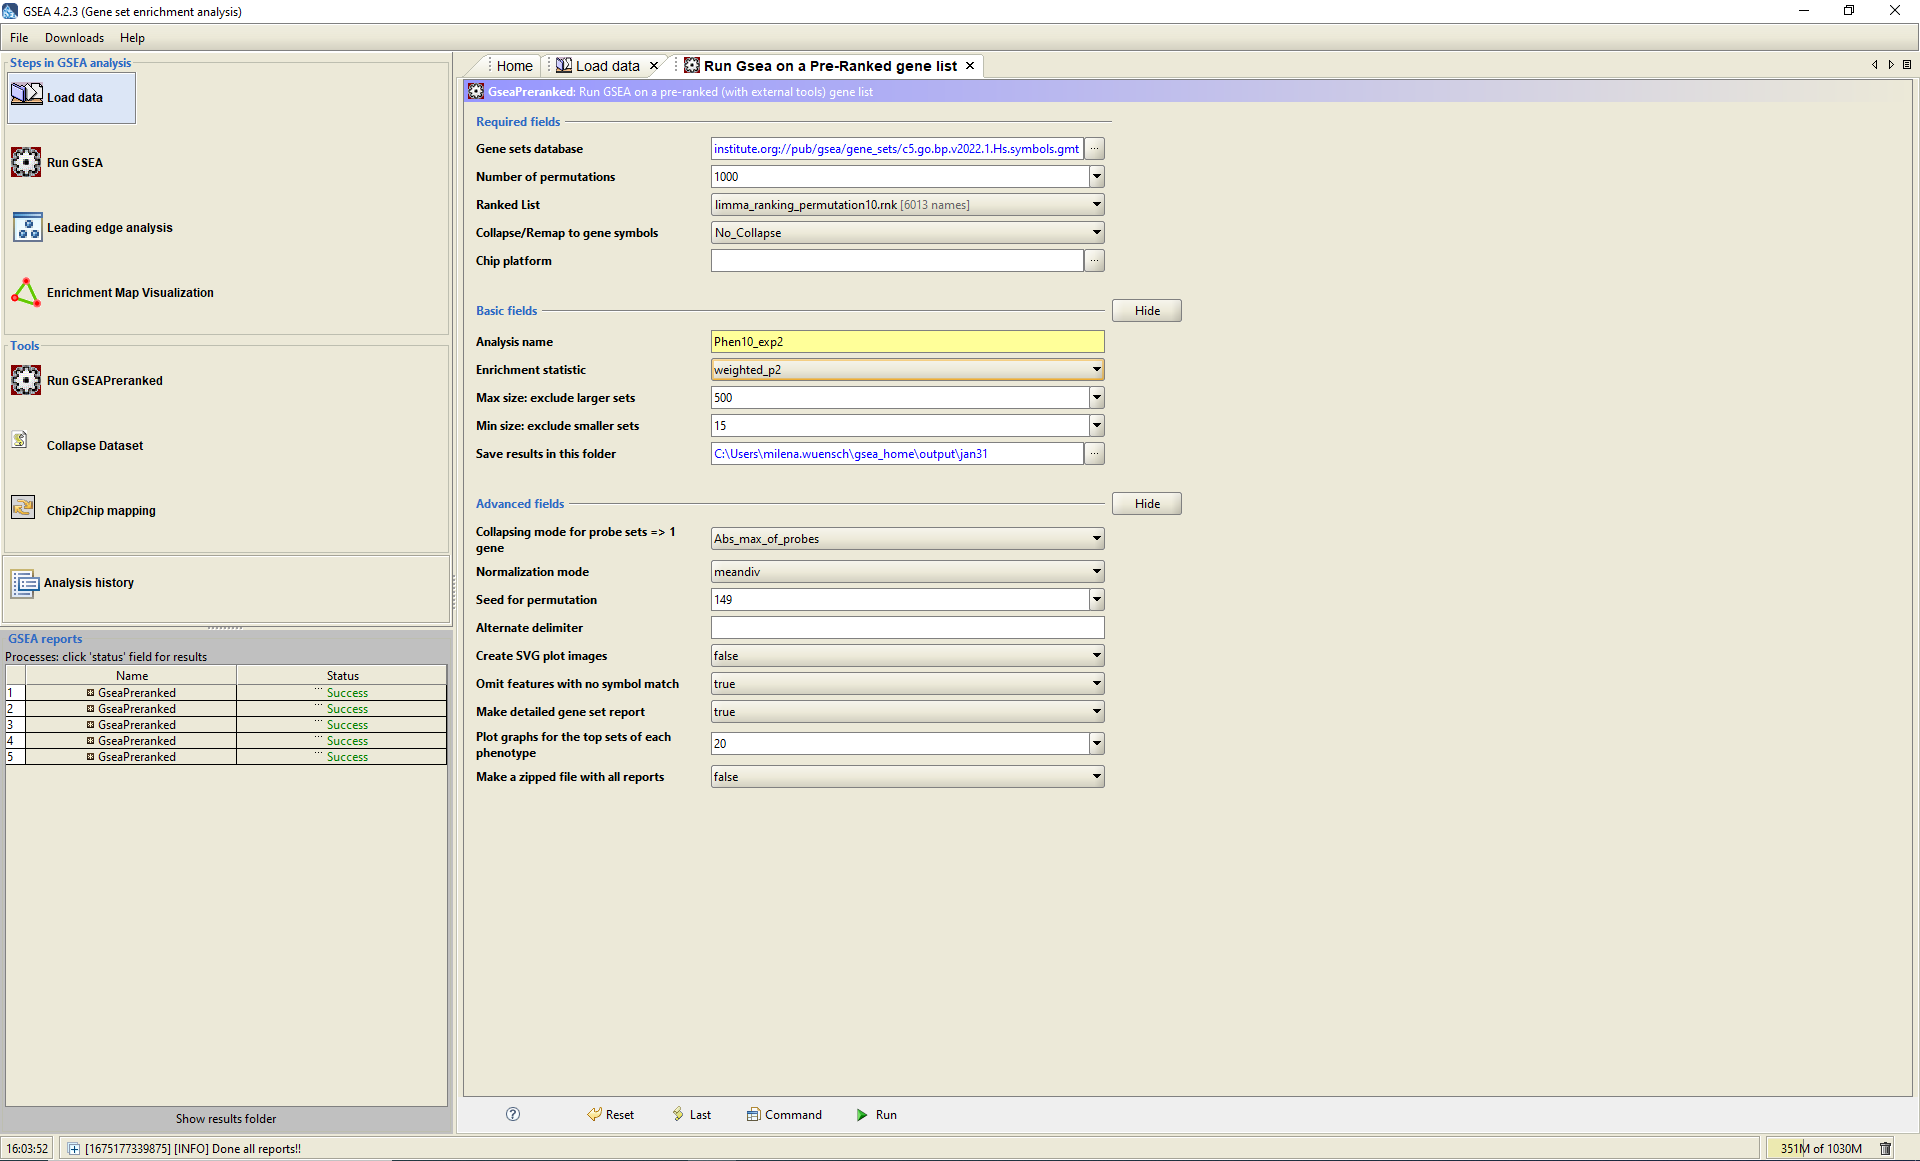 GSEA 4.2.3 (Gene set enrichment analysis)
File Downloads Help
Steps in GSEA analysis
Load data
Run GSEA
Leading edge analysis
Enrichment Map Visualization
Tools
Run GSEAPreranked
Collapse Dataset
Chip2Chip mapping
Analysis history
GSEA reports
Processes: click 'status' field for results
Name Status
1 GseaPreranked ... Success
2 GseaPreranked ... Success
3 GseaPreranked ... Success
4 GseaPreranked ... Success
5 GseaPreranked ... Success
Show results folder
Home Load data Run Gsea on a Pre-Ranked gene list
GseaPreranked: Run GSEA on a pre-ranked (with external tools) gene list
Required fields
Gene sets database institute.org://pub/gsea/gene_sets/c5.go.bp.v2022.1.Hs.symbols.gmt ...
Number of permutations 1000
Ranked List limma_ranking_permutation10.rnk [6013 names]
Collapse/Remap to gene symbols No_Collapse
Chip platform ...
Basic fields Hide
Analysis name Phen10_exp2
Enrichment statistic weighted_p2
Max size: exclude larger sets 500
Min size: exclude smaller sets 15
Save results in this folder C:\Users\milena.wuensch\gsea_home\output\jan31 ...
Advanced fields Hide
Collapsing mode for probe sets => 1
gene Abs_max_of_probes
Normalization mode meandiv
Seed for permutation 149
Alternate delimiter
Create SVG plot images false
Omit features with no symbol match true
Make detailed gene set report true
Plot graphs for the top sets of each
phenotype 20
Make a zipped file with all reports false
? Reset Last Command Run
16:03:52 [1675177339875] [INFO] Done all reports!! 351M of 1030M